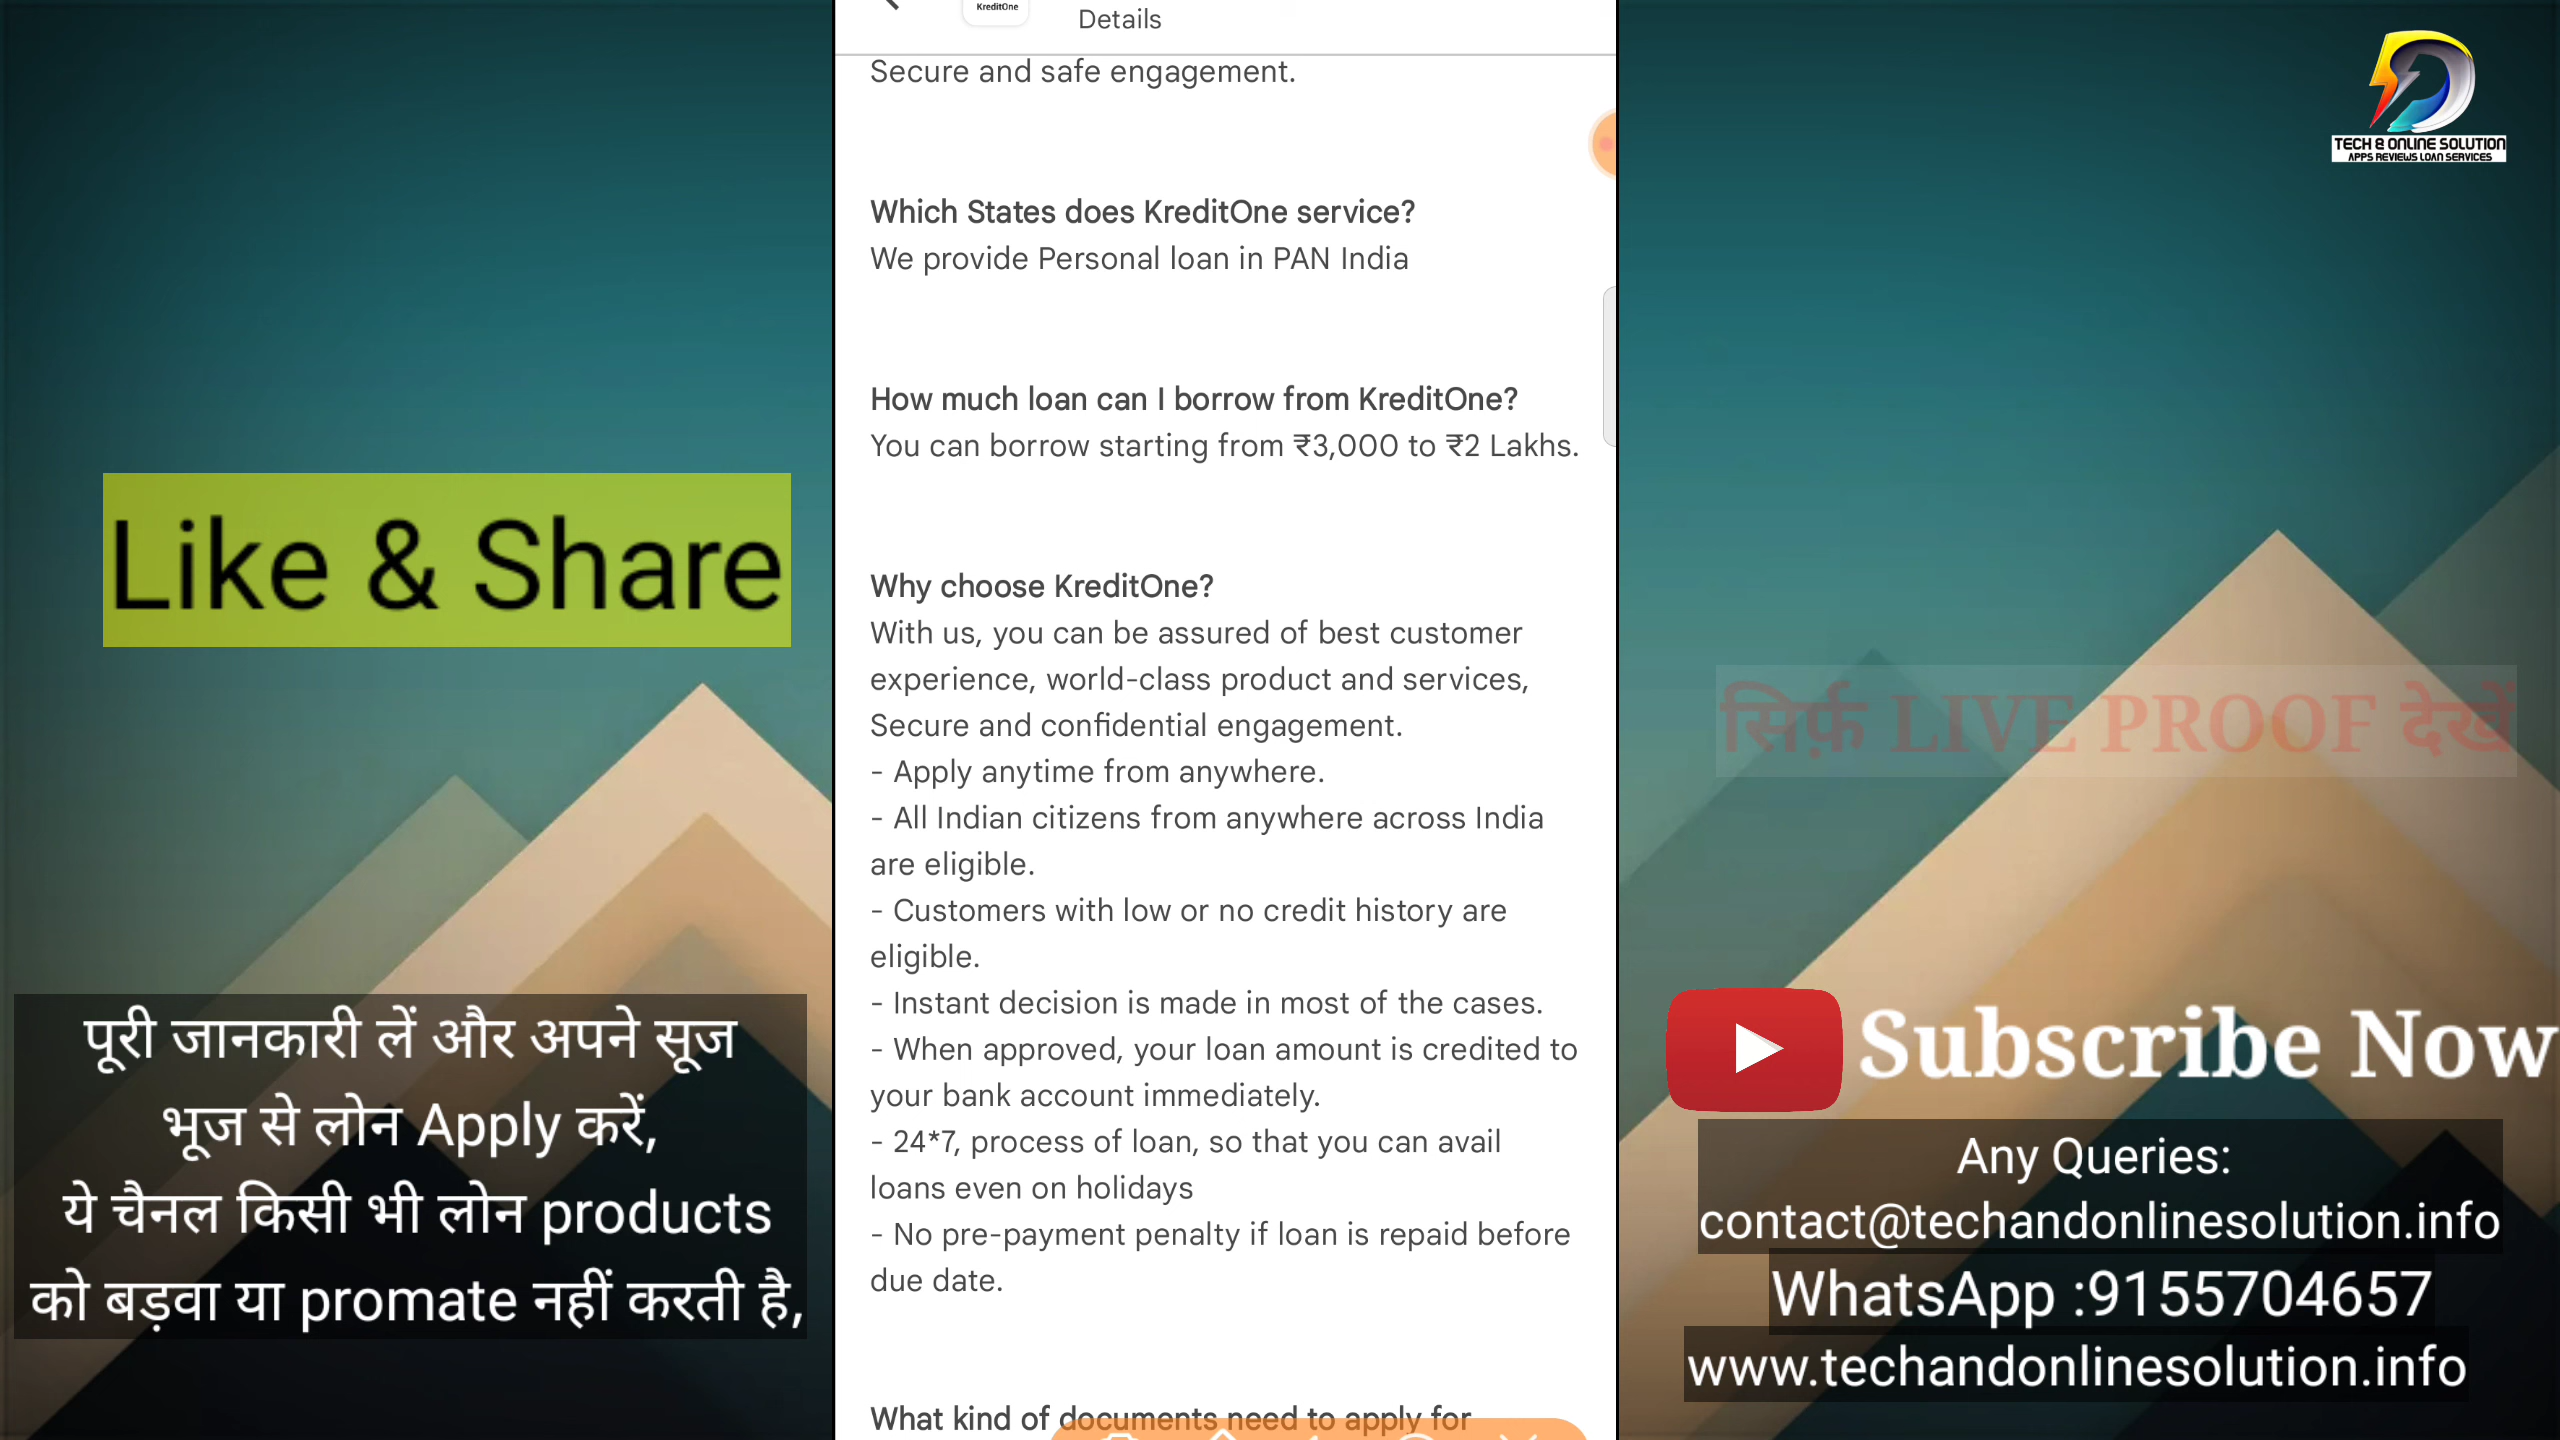 KreditOne
Details
Secure and safe engagement.
Which States does KreditOne service?
We provide Personal loan in PAN India
How much loan can I borrow from KreditOne?
You can borrow starting from ₹3,000 to ₹2 Lakhs.
Why choose KreditOne?
With us, you can be assured of best customer
experience, world-class product and services,
Secure and confidential engagement.
- Apply anytime from anywhere.
- All Indian citizens from anywhere across India
are eligible.
- Customers with low or no credit history are
eligible.
- Instant decision is made in most of the cases.
- When approved, your loan amount is credited to
your bank account immediately.
- 24*7, process of loan, so that you can avail
loans even on holidays
- No pre-payment penalty if loan is repaid before
due date.
What kind of documents need to apply for
Like & Share
पूरी जानकारी लें और अपने सूज
भूज से लोन Apply करें,
ये चैनल किसी भी लोन products
को बड़वा या promate नहीं करती है,
TECH & ONLINE SOLUTION
APPS REVIEWS LOAN SERVICES
सिर्फ़ LIVE PROOF देखें
Subscribe Now
Any Queries:
contact@techandonlinesolution.info
WhatsApp :9155704657
www.techandonlinesolution.info